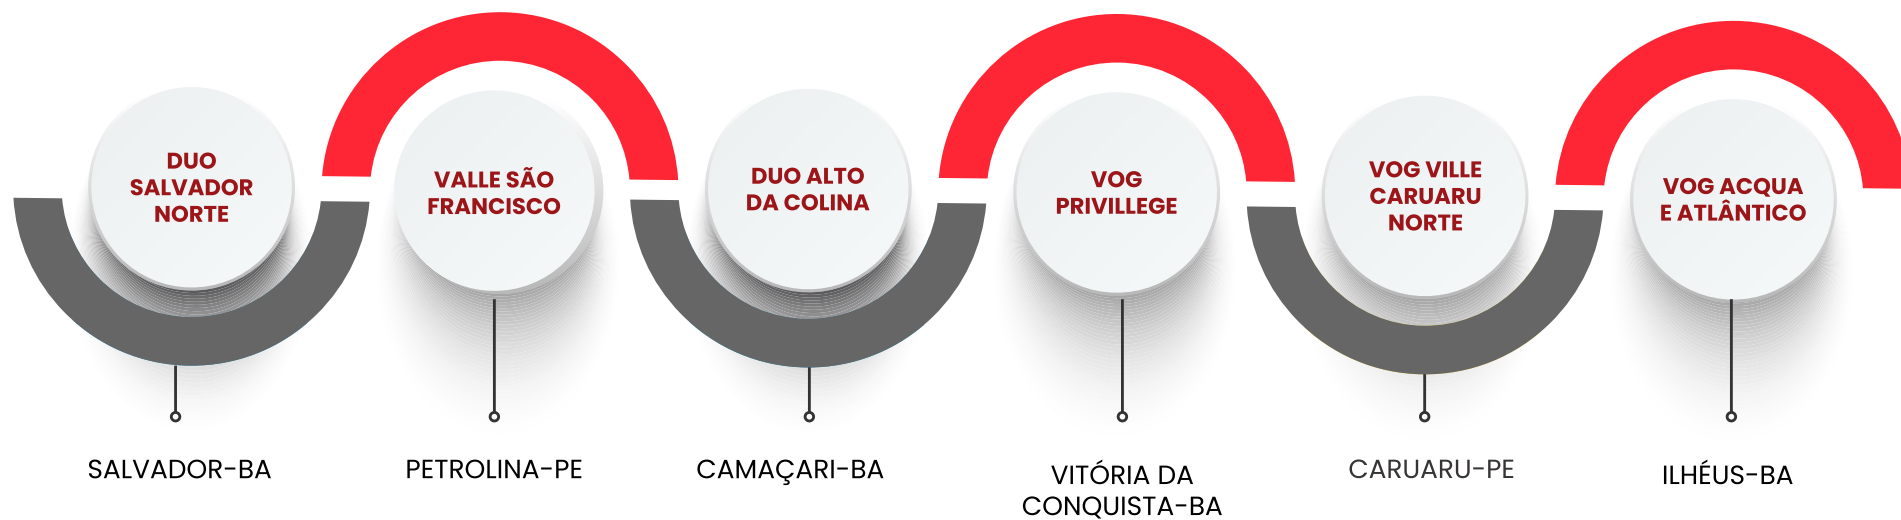 DUO
SALVADOR
NORTE
VALLE SÃO
FRANCISCO
DUO ALTO
DA COLINA
VOG
PRIVILLEGE
VOG VILLE
CARUARU
NORTE
VOG ACQUA
E ATLÂNTICO
SALVADOR-BA
PETROLINA-PE
CAMAÇARI-BA
VITÓRIA DA
CONQUISTA-BA
CARUARU-PE
ILHÉUS-BA